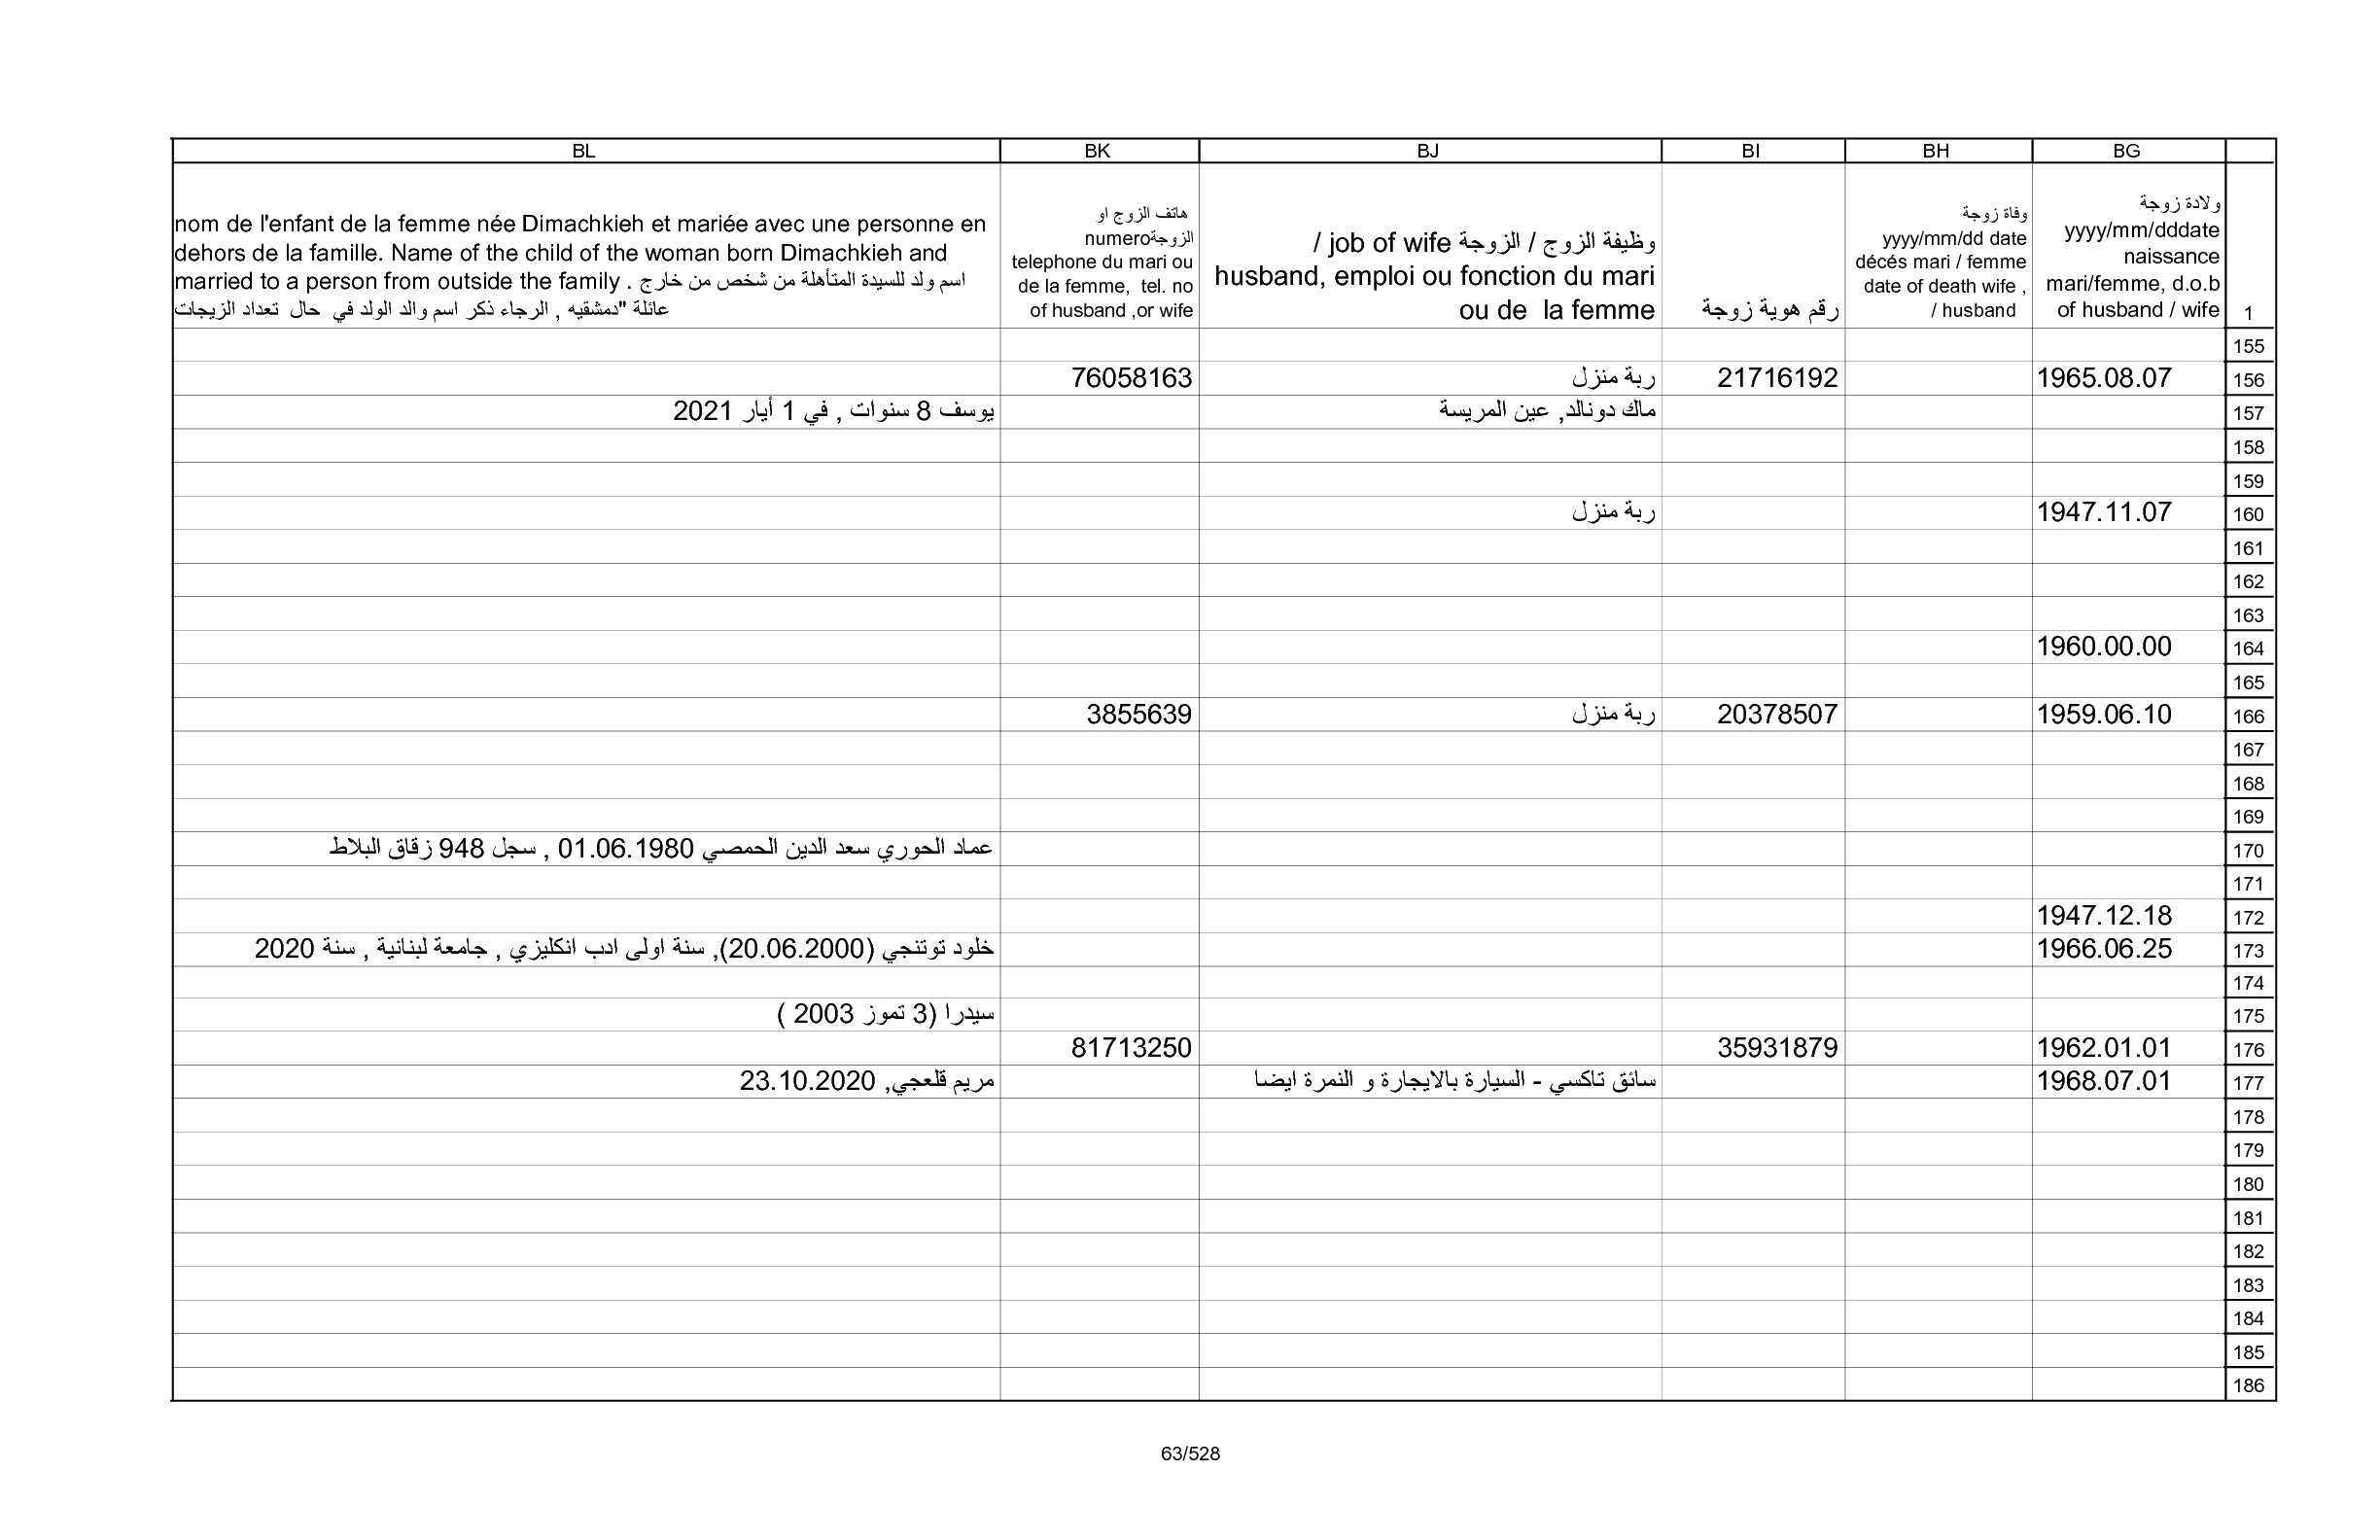 BG BH BI BJ BK BL
1
ولادة زوجة
yyyy/mm/dddate
naissance
mari/femme, d.o.b
of husband / wife
وفاة زوجة
yyyy/mm/dd date
décés mari / femme
date of death wife ,
/ husband
رقم هوية زوجة
وظيفة الزوج / الزوجة job of wife /
husband, emploi ou fonction du mari
ou de la femme
هاتف الزوج او
الزوجةnumero
telephone du mari ou
de la femme, tel. no
of husband ,or wife
nom de l'enfant de la femme née Dimachkieh et mariée avec une personne en
dehors de la famille. Name of the child of the woman born Dimachkieh and
married to a person from outside the family . اسم ولد للسيدة المتأهلة من شخص من خارج
عائلة "دمشقيه , الرجاء ذكر اسم والد الولد في حال تعداد الزيجات
155
156 1965.08.07 21716192 ربة منزل 76058163
157 ماك دونالد, عين المريسة يوسف 8 سنوات , في 1 أيار 2021
158
159
160 1947.11.07 ربة منزل
161
162
163
164 1960.00.00
165
166 1959.06.10 20378507 ربة منزل 3855639
167
168
169
170 عماد الحوري سعد الدين الحمصي 01.06.1980 , سجل 948 زقاق البلاط
171
172 1947.12.18
173 1966.06.25 خلود توتنجي (20.06.2000), سنة اولى ادب انكليزي , جامعة لبنانية , سنة 2020
174
175 سيدرا (3 تموز 2003 )
176 1962.01.01 35931879 81713250
177 1968.07.01 سائق تاكسي - السيارة بالايجارة و النمرة ايضا مريم قلعجي, 23.10.2020
178
179
180
181
182
183
184
185
186
63/528